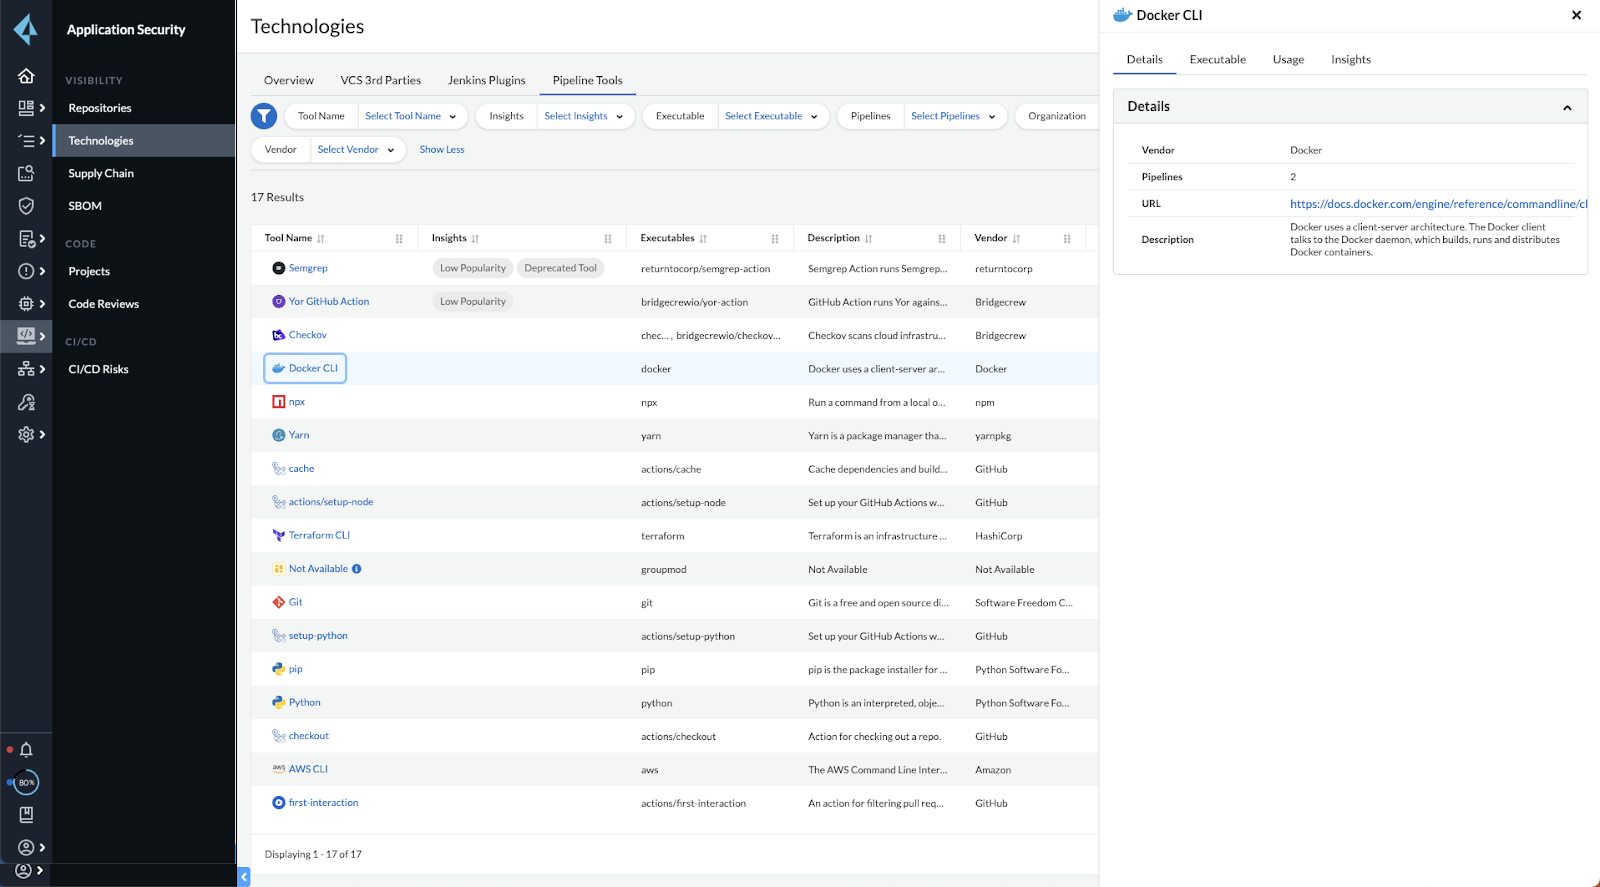 Application Security
VISIBILITY
Repositories
Technologies
Supply Chain
SBOM
CODE
Projects
Code Reviews
CI/CD
CI/CD Risks
80%
Technologies
Overview VCS 3rd Parties Jenkins Plugins Pipeline Tools
Tool Name Select Tool Name Insights Select Insights Executable Select Executable Pipelines Select Pipelines Organization
Vendor Select Vendor Show Less
17 Results
Tool Name Insights Executables Description Vendor
Semgrep Low Popularity Deprecated Tool returntocorp/semgrep-action Semgrep Action runs Semgrep... returntocorp
Yor GitHub Action Low Popularity bridgecrewio/yor-action GitHub Action runs Yor agains... Bridgecrew
Checkov chec... , bridgecrewio/checkov... Checkov scans cloud infrastru... Bridgecrew
Docker CLI docker Docker uses a client-server ar... Docker
npx npx Run a command from a local o... npm
Yarn yarn Yarn is a package manager tha... yarnpkg
cache actions/cache Cache dependencies and build... GitHub
actions/setup-node actions/setup-node Set up your GitHub Actions w... GitHub
Terraform CLI terraform Terraform is an infrastructure ... HashiCorp
Not Available groupmod Not Available Not Available
Git git Git is a free and open source di... Software Freedom C...
setup-python actions/setup-python Set up your GitHub Actions w... GitHub
pip pip pip is the package installer for ... Python Software Fo...
Python python Python is an interpreted, obje... Python Software Fo...
checkout actions/checkout Action for checking out a repo. GitHub
aws AWS CLI aws The AWS Command Line Inter... Amazon
first-interaction actions/first-interaction An action for filtering pull req... GitHub
Displaying 1 - 17 of 17
Docker CLI
Details Executable Usage Insights
Details
Vendor Docker
Pipelines 2
URL https://docs.docker.com/engine/reference/commandline/cl
Description Docker uses a client-server architecture. The Docker client
talks to the Docker daemon, which builds, runs and distributes
Docker containers.